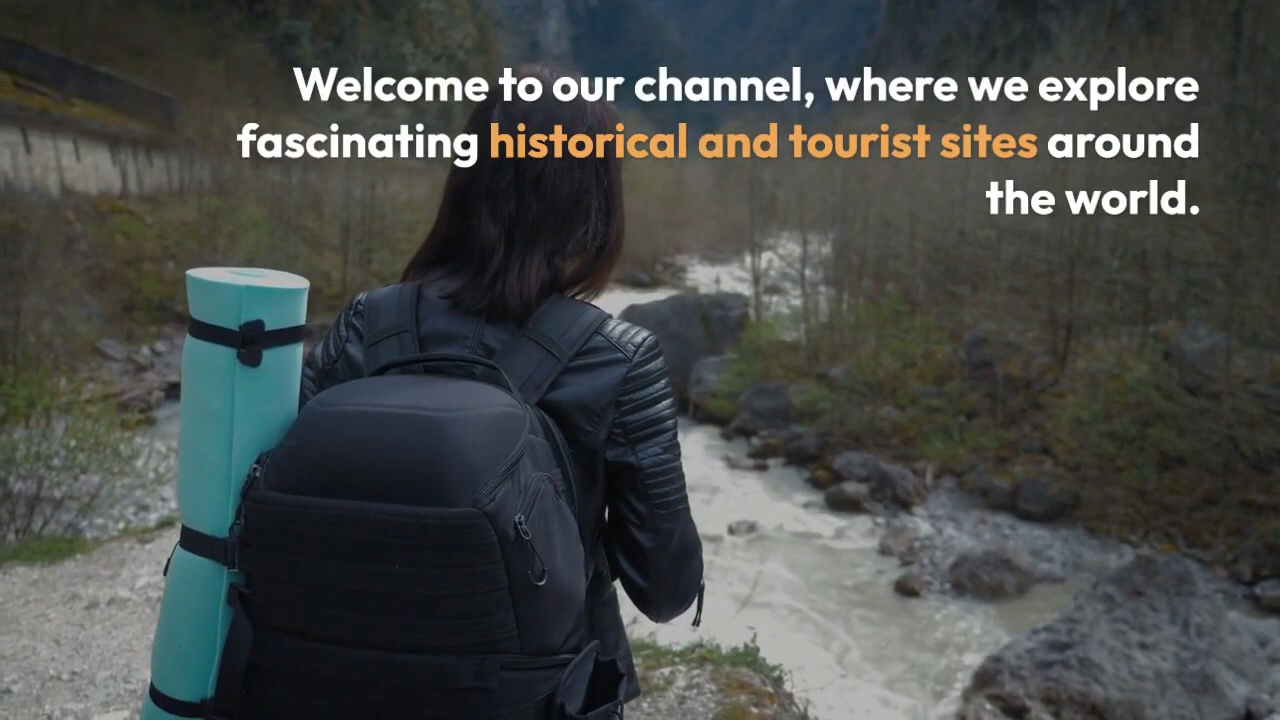 Welcome to our channel, where we explore
fascinating historical and tourist sites around
the world.